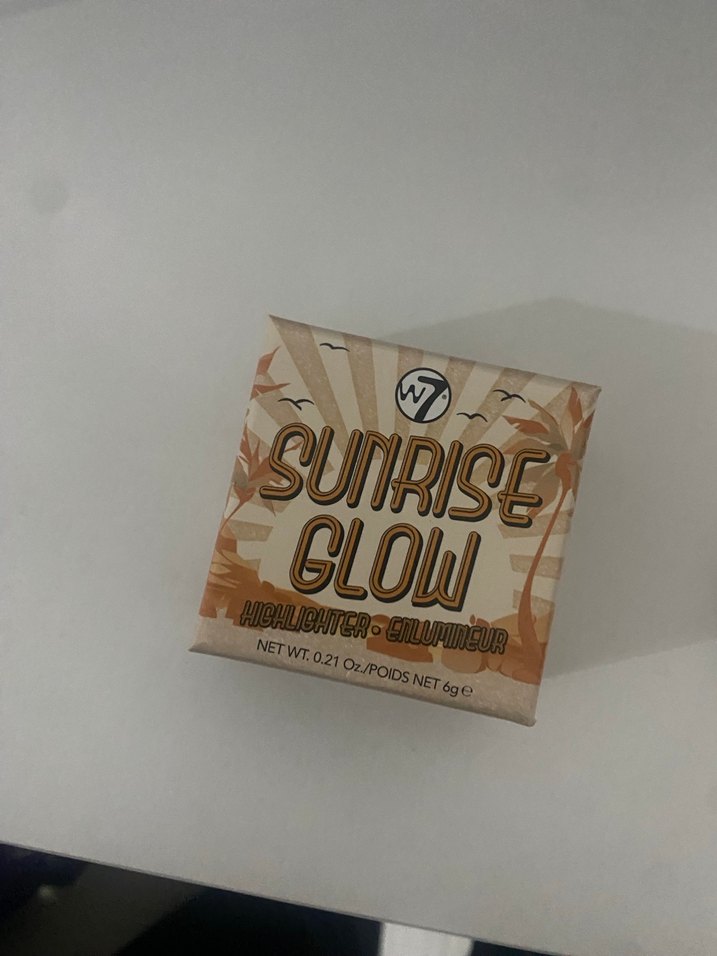 W7
SUNRISE
GLOW
HIGHLIGHTER • ENLUMINEUR
NET WT. 0.21 Oz./POIDS NET 6g ℮